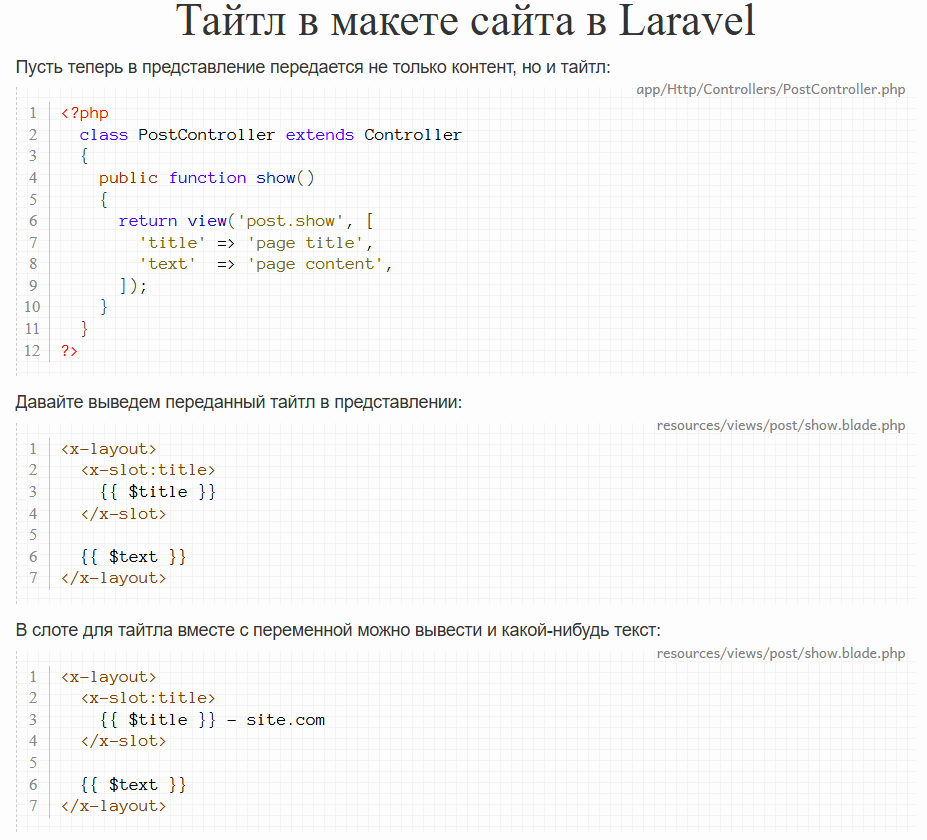 Тайтл в макете сайта в Laravel
Пусть теперь в представление передается не только контент, но и тайтл:
app/Http/Controllers/PostController.php
1 <?php
2 class PostController extends Controller
3 {
4 public function show()
5 {
6 return view('post.show', [
7 'title' => 'page title',
8 'text'  => 'page content',
9 ]);
10 }
11 }
12 ?>
Давайте выведем переданный тайтл в представлении:
resources/views/post/show.blade.php
1 <x-layout>
2 <x-slot:title>
3 {{ $title }}
4 </x-slot>
5
6 {{ $text }}
7 </x-layout>
В слоте для тайтла вместе с переменной можно вывести и какой-нибудь текст:
resources/views/post/show.blade.php
1 <x-layout>
2 <x-slot:title>
3 {{ $title }} - site.com
4 </x-slot>
5
6 {{ $text }}
7 </x-layout>